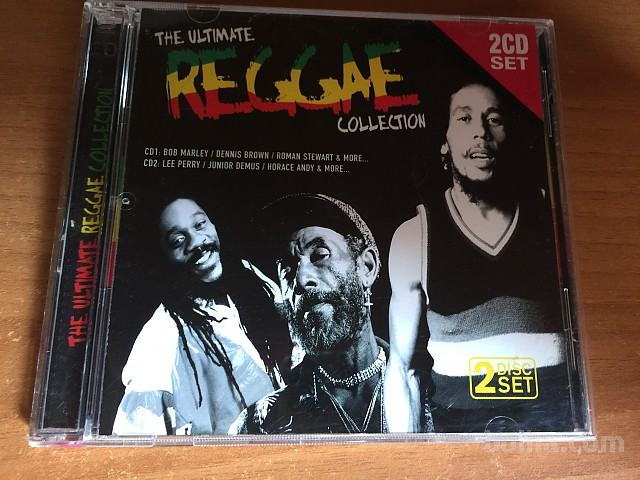 THE ULTIMATE
REGGAE
COLLECTION
2CD
SET
CD1: BOB MARLEY / DENNIS BROWN / ROMAN STEWART & MORE...
CD2: LEE PERRY / JUNIOR DEMUS / HORACE ANDY & MORE...
THE ULTIMATE REGGAE COLLECTION
2 DISC
SET